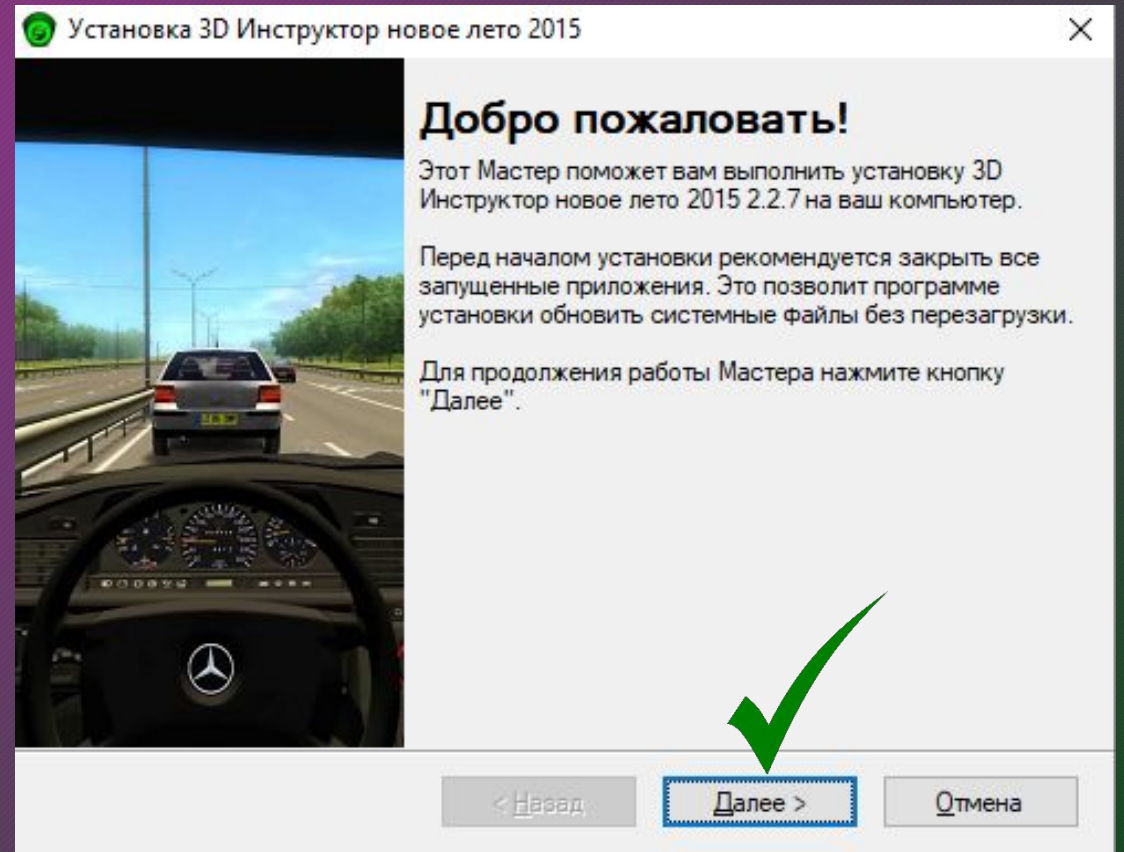 Установка 3D Инструктор новое лето 2015
Добро пожаловать!
Этот Мастер поможет вам выполнить установку 3D
Инструктор новое лето 2015 2.2.7 на ваш компьютер.
Перед началом установки рекомендуется закрыть все
запущенные приложения. Это позволит программе
установки обновить системные файлы без перезагрузки.
Для продолжения работы Мастера нажмите кнопку
"Далее".
< Назад
Далее >
Отмена